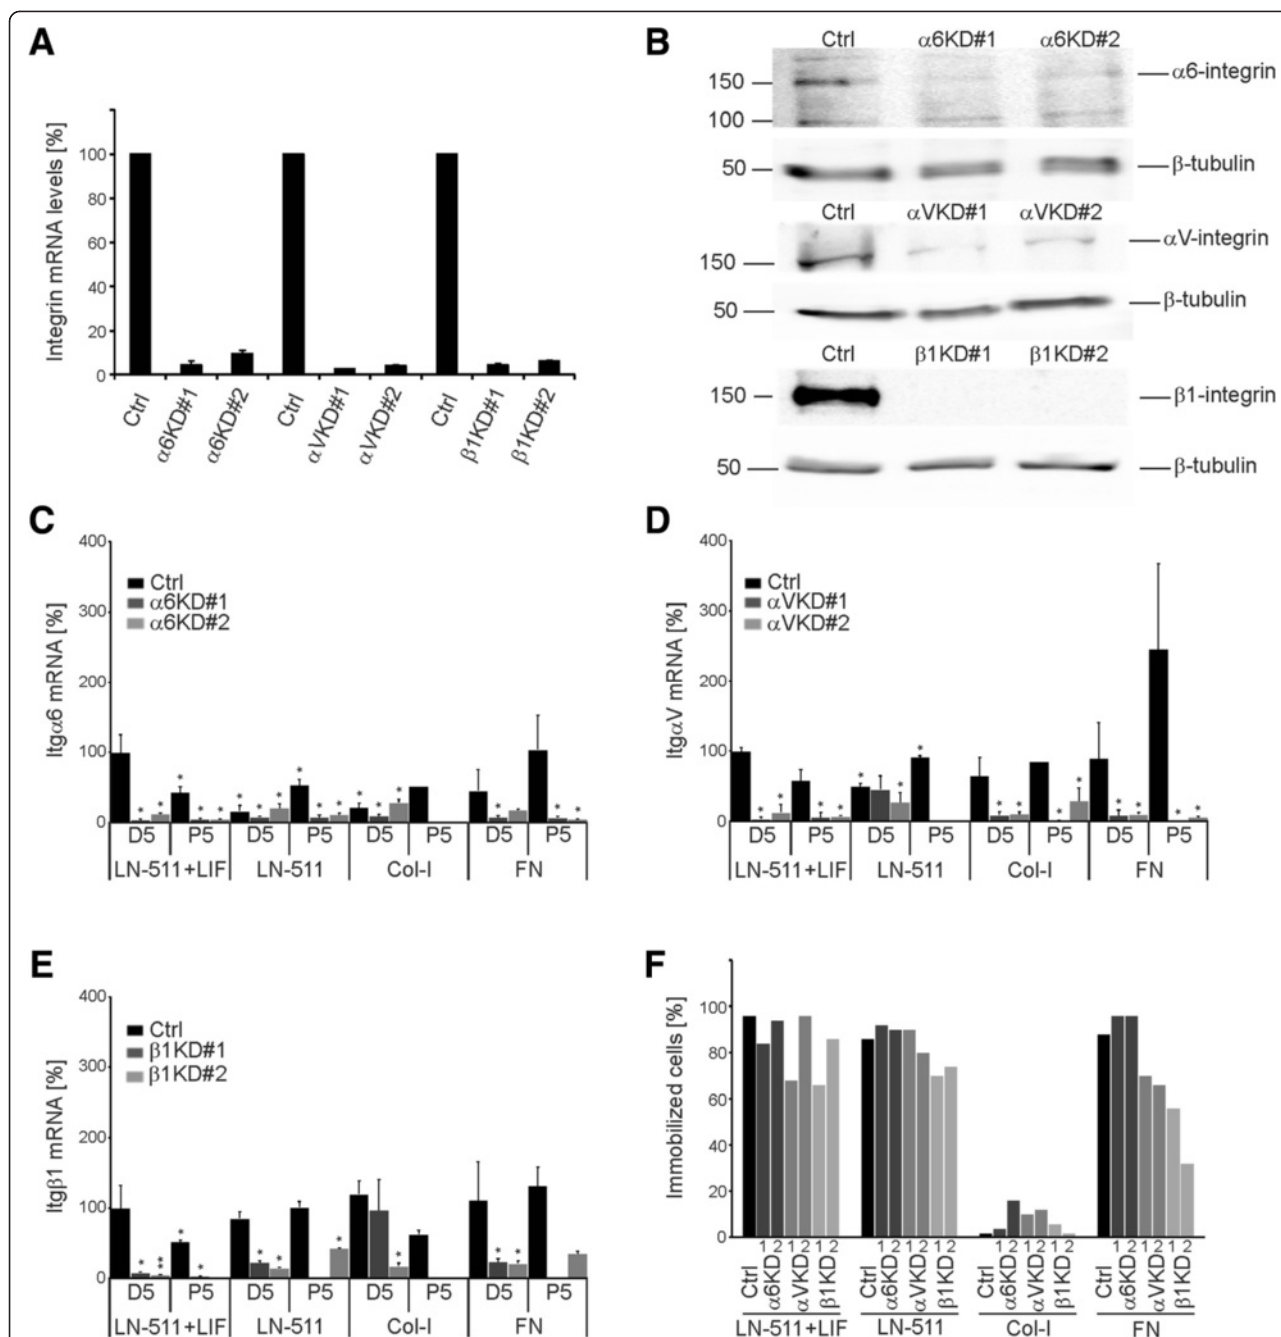 A
Integrin mRNA levels [%]
100
80
60
40
20
0
Ctrl
α6KD#1
α6KD#2
Ctrl
αVKD#1
αVKD#2
Ctrl
β1KD#1
β1KD#2
B
Ctrl α6KD#1 α6KD#2
150
α6-integrin
100
50
β-tubulin
Ctrl αVKD#1 αVKD#2
αV-integrin
150
β-tubulin
50
Ctrl β1KD#1 β1KD#2
150
β1-integrin
50
β-tubulin
C
Itgα6 mRNA [%]
400
300
200
100
0
Ctrl
α6KD#1
α6KD#2
* * * * * * * * * * * * * * * * *
D5 P5 D5 P5 D5 P5 D5 P5
LN-511+LIF LN-511 Col-I FN
D
ItgαV mRNA [%]
400
300
200
100
0
Ctrl
αVKD#1
αVKD#2
* * * * * * * * * * * * * * *
D5 P5 D5 P5 D5 P5 D5 P5
LN-511+LIF LN-511 Col-I FN
E
Itgβ1 mRNA [%]
400
300
200
100
0
Ctrl
β1KD#1
β1KD#2
* ** * * * * * * *
D5 P5 D5 P5 D5 P5 D5 P5
LN-511+LIF LN-511 Col-I FN
F
Immobilized cells [%]
100
80
60
40
20
0
1 2 1 2 1 2 1 2 1 2 1 2 1 2 1 2 1 2 1 2 1 2 1 2
Ctrl α6KD αVKD β1KD Ctrl α6KD αVKD β1KD Ctrl α6KD αVKD β1KD Ctrl α6KD αVKD β1KD
LN-511+LIF LN-511 Col-I FN